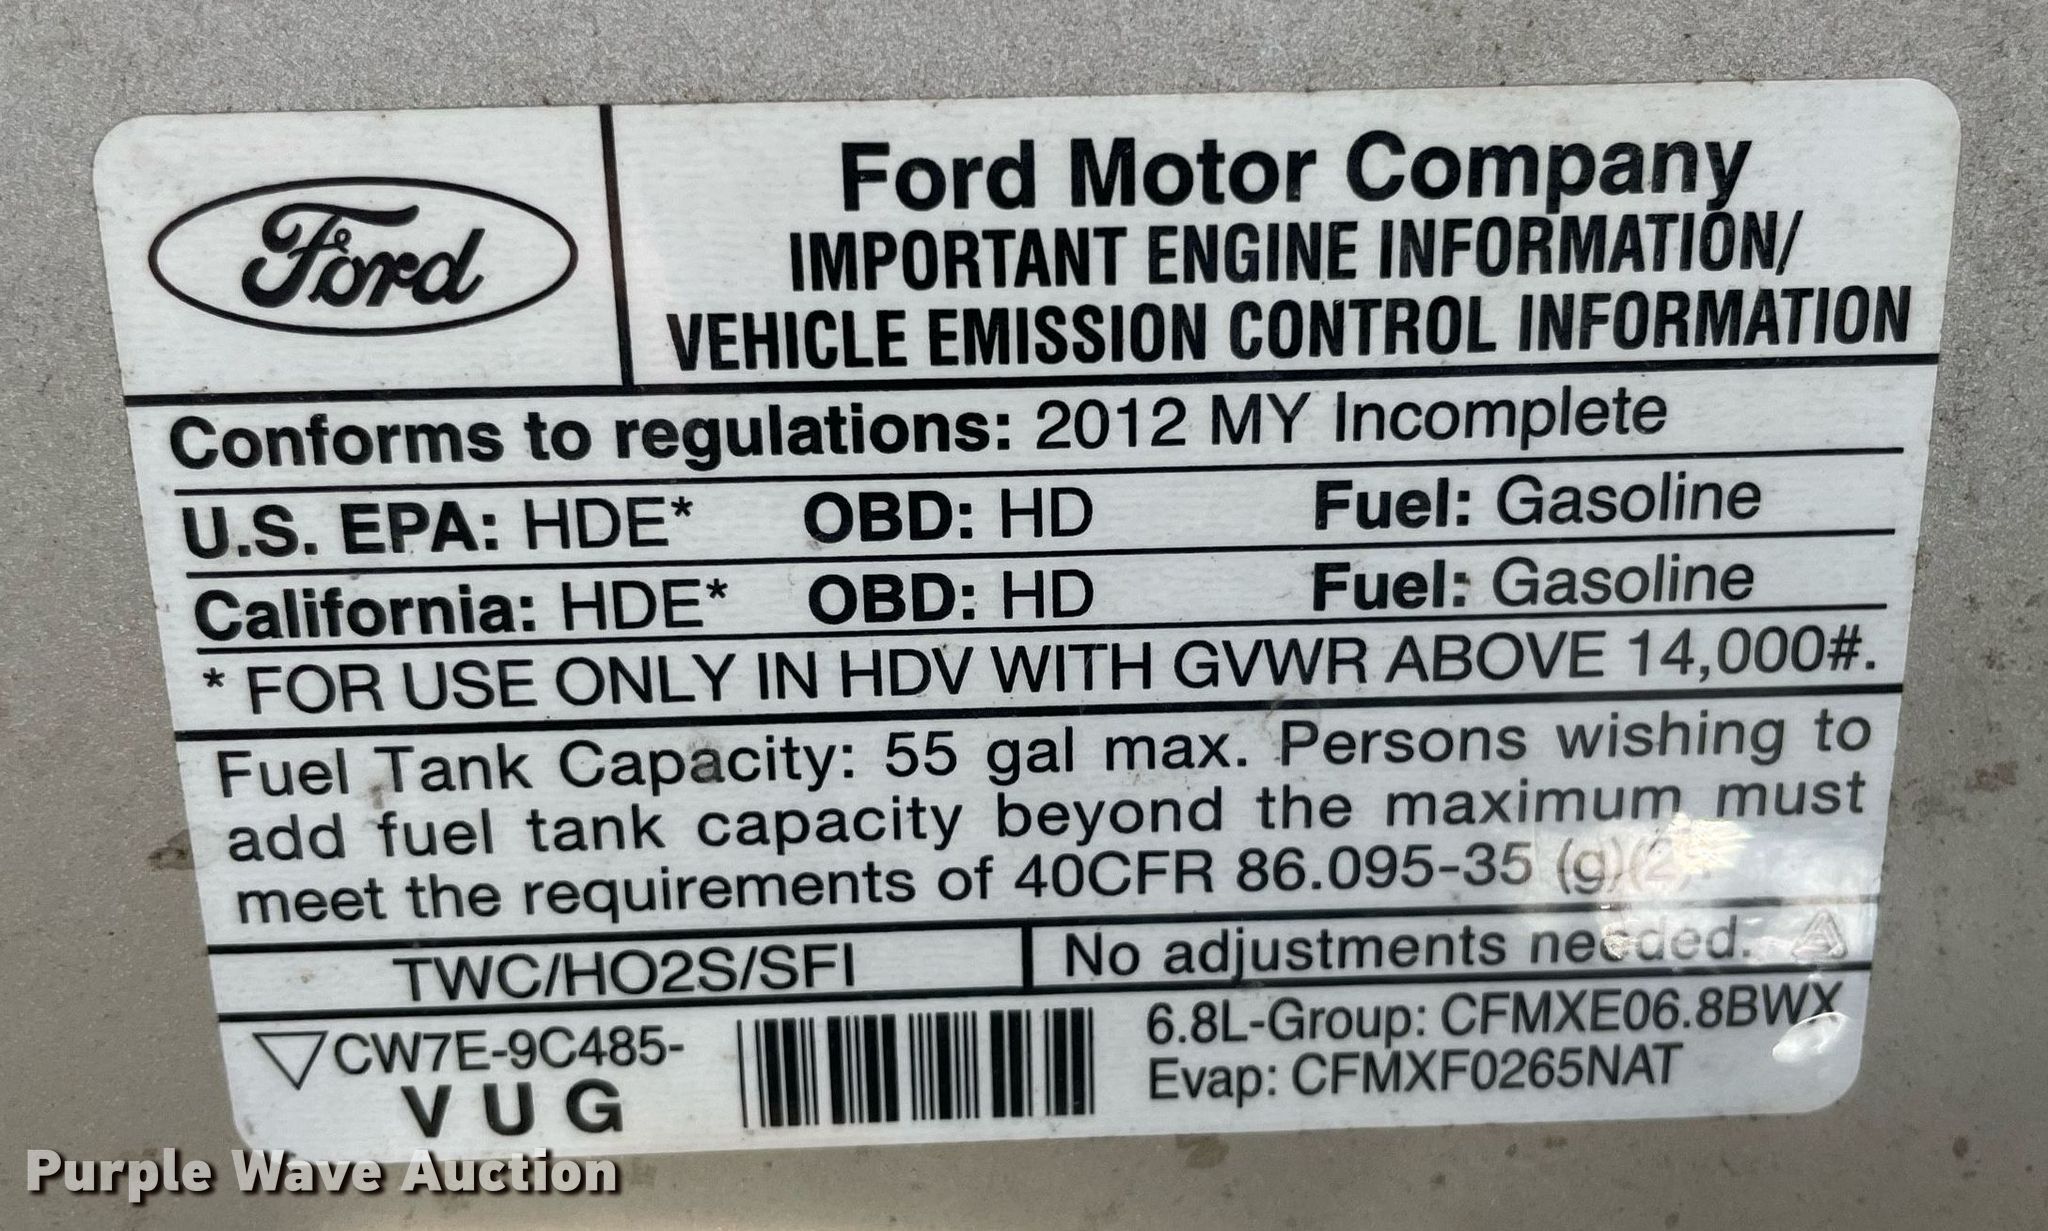 Ford
Ford Motor Company
IMPORTANT ENGINE INFORMATION/
VEHICLE EMISSION CONTROL INFORMATION
Conforms to regulations: 2012 MY Incomplete
U.S. EPA: HDE* OBD: HD Fuel: Gasoline
California: HDE* OBD: HD Fuel: Gasoline
* FOR USE ONLY IN HDV WITH GVWR ABOVE 14,000#.
Fuel Tank Capacity: 55 gal max. Persons wishing to
add fuel tank capacity beyond the maximum must
meet the requirements of 40CFR 86.095-35 (g)(2).
TWC/HO2S/SFI
No adjustments needed.
CW7E-9C485-
V U G
6.8L-Group: CFMXE06.8BWX
Evap: CFMXF0265NAT
Purple Wave Auction